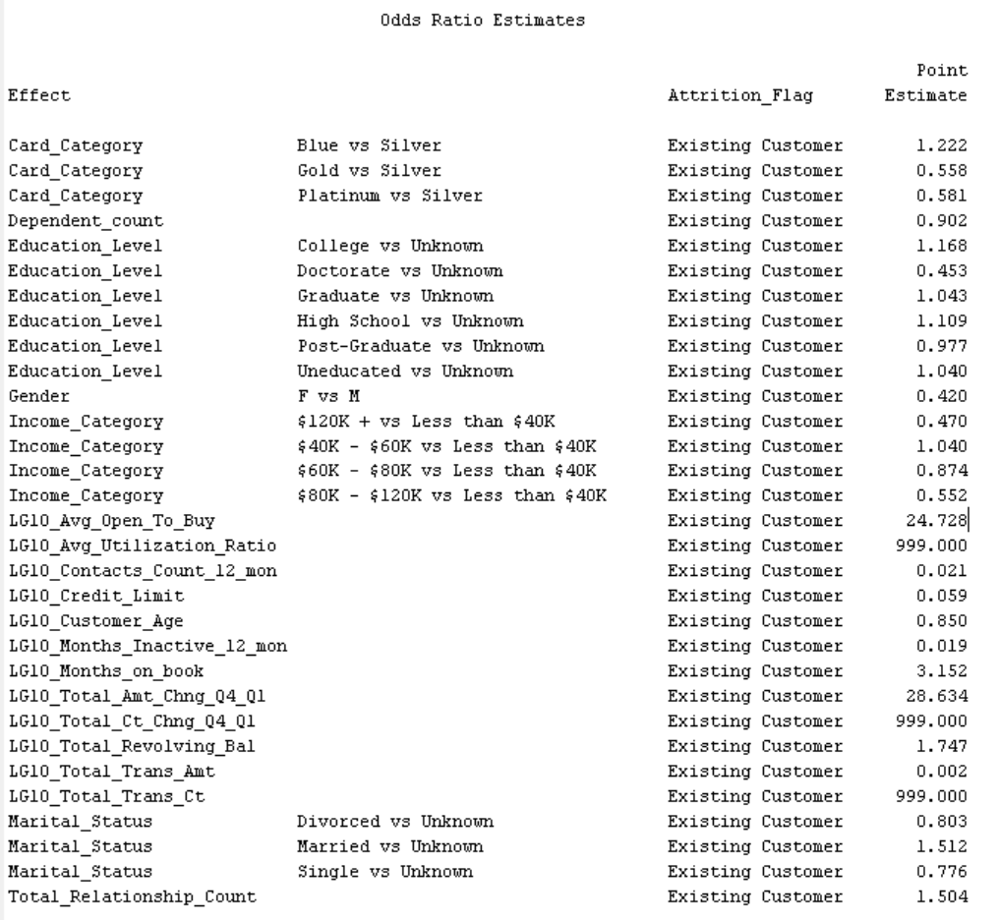 Odds Ratio Estimates
Point
Effect Attrition_Flag Estimate
Card_Category Blue vs Silver Existing Customer 1.222
Card_Category Gold vs Silver Existing Customer 0.558
Card_Category Platinum vs Silver Existing Customer 0.581
Dependent_count Existing Customer 0.902
Education_Level College vs Unknown Existing Customer 1.168
Education_Level Doctorate vs Unknown Existing Customer 0.453
Education_Level Graduate vs Unknown Existing Customer 1.043
Education_Level High School vs Unknown Existing Customer 1.109
Education_Level Post-Graduate vs Unknown Existing Customer 0.977
Education_Level Uneducated vs Unknown Existing Customer 1.040
Gender F vs M Existing Customer 0.420
Income_Category $120K + vs Less than $40K Existing Customer 0.470
Income_Category $40K - $60K vs Less than $40K Existing Customer 1.040
Income_Category $60K - $80K vs Less than $40K Existing Customer 0.874
Income_Category $80K - $120K vs Less than $40K Existing Customer 0.552
LG10_Avg_Open_To_Buy Existing Customer 24.728
LG10_Avg_Utilization_Ratio Existing Customer 999.000
LG10_Contacts_Count_12_mon Existing Customer 0.021
LG10_Credit_Limit Existing Customer 0.059
LG10_Customer_Age Existing Customer 0.850
LG10_Months_Inactive_12_mon Existing Customer 0.019
LG10_Months_on_book Existing Customer 3.152
LG10_Total_Amt_Chng_Q4_Q1 Existing Customer 28.634
LG10_Total_Ct_Chng_Q4_Q1 Existing Customer 999.000
LG10_Total_Revolving_Bal Existing Customer 1.747
LG10_Total_Trans_Amt Existing Customer 0.002
LG10_Total_Trans_Ct Existing Customer 999.000
Marital_Status Divorced vs Unknown Existing Customer 0.803
Marital_Status Married vs Unknown Existing Customer 1.512
Marital_Status Single vs Unknown Existing Customer 0.776
Total_Relationship_Count Existing Customer 1.504